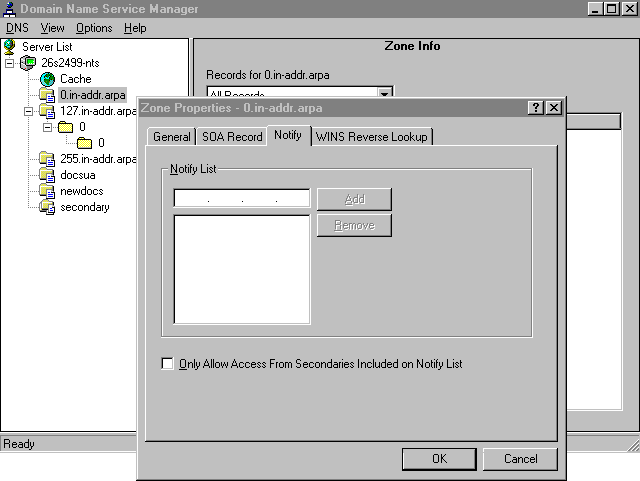 Domain Name Service Manager
DNS View Options Help
Server List
26s2499-nts
Cache
0.in-addr.arpa
127.in-addr.arpa
0
0
255.in-addr.arpa
docsua
newdocs
secondary
Zone Info
Records for 0.in-addr.arpa
All Records
Zone Properties - 0.in-addr.arpa
General SOA Record Notify WINS Reverse Lookup
Notify List
Add
Remove
Only Allow Access From Secondaries Included on Notify List
OK Cancel
Ready